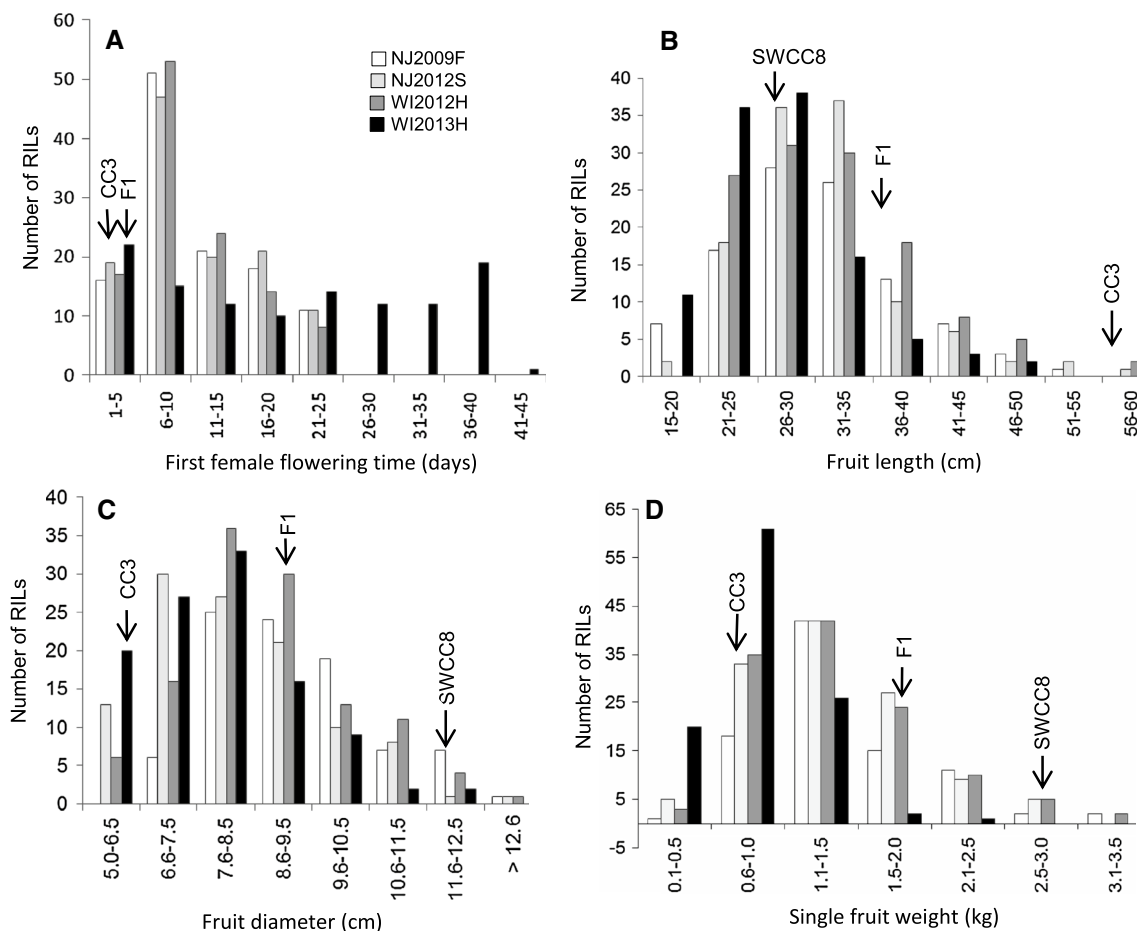 A
60
50
40
30
20
10
0
Number of RILs
NJ2009F
NJ2012S
WI2012H
WI2013H
CC3
F1
1-5
6-10
11-15
16-20
21-25
26-30
31-35
36-40
41-45
First female flowering time (days)
B
40
35
30
25
20
15
10
5
0
Number of RILs
SWCC8
F1
CC3
15-20
21-25
26-30
31-35
36-40
41-45
46-50
51-55
56-60
Fruit length (cm)
C
40
35
30
25
20
15
10
5
0
Number of RILs
CC3
F1
SWCC8
5.0-6.5
6.6-7.5
7.6-8.5
8.6-9.5
9.6-10.5
10.6-11.5
11.6-12.5
> 12.6
Fruit diameter (cm)
D
65
55
45
35
25
15
5
-5
Number of RILs
CC3
F1
SWCC8
0.1-0.5
0.6-1.0
1.1-1.5
1.5-2.0
2.1-2.5
2.5-3.0
3.1-3.5
Single fruit weight (kg)